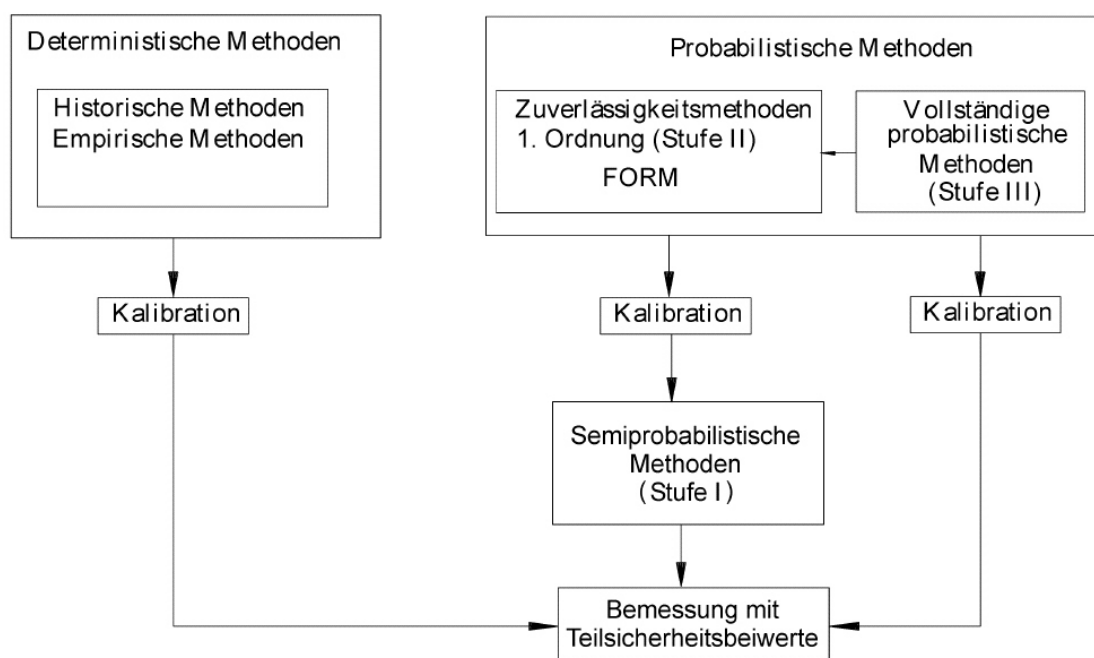 Deterministische Methoden
Historische Methoden
Empirische Methoden
Probabilistische Methoden
Zuverlässigkeitsmethoden
1. Ordnung (Stufe II)
FORM
Vollständige
probabilistische
Methoden
(Stufe III)
Kalibration
Kalibration
Kalibration
Semiprobabilistische
Methoden
(Stufe I)
Bemessung mit
Teilsicherheitsbeiwerte